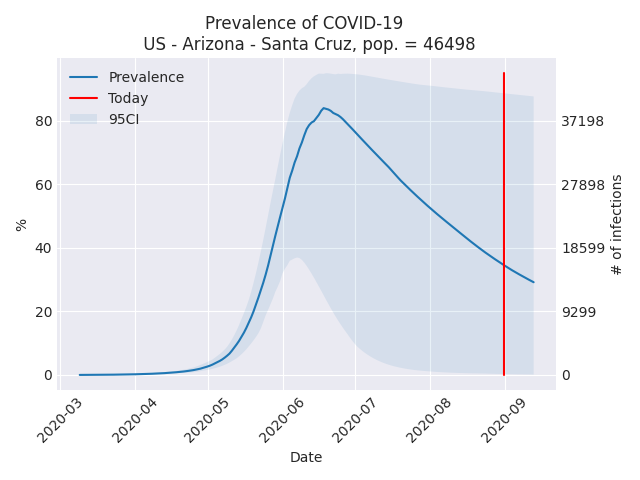 Prevalence of COVID-19
US - Arizona - Santa Cruz, pop. = 46498
Prevalence
Today
95CI
80
60
40
20
0
%
37198
27898
18599
9299
0
# of infections
2020-03
2020-04
2020-05
2020-06
2020-07
2020-08
2020-09
Date